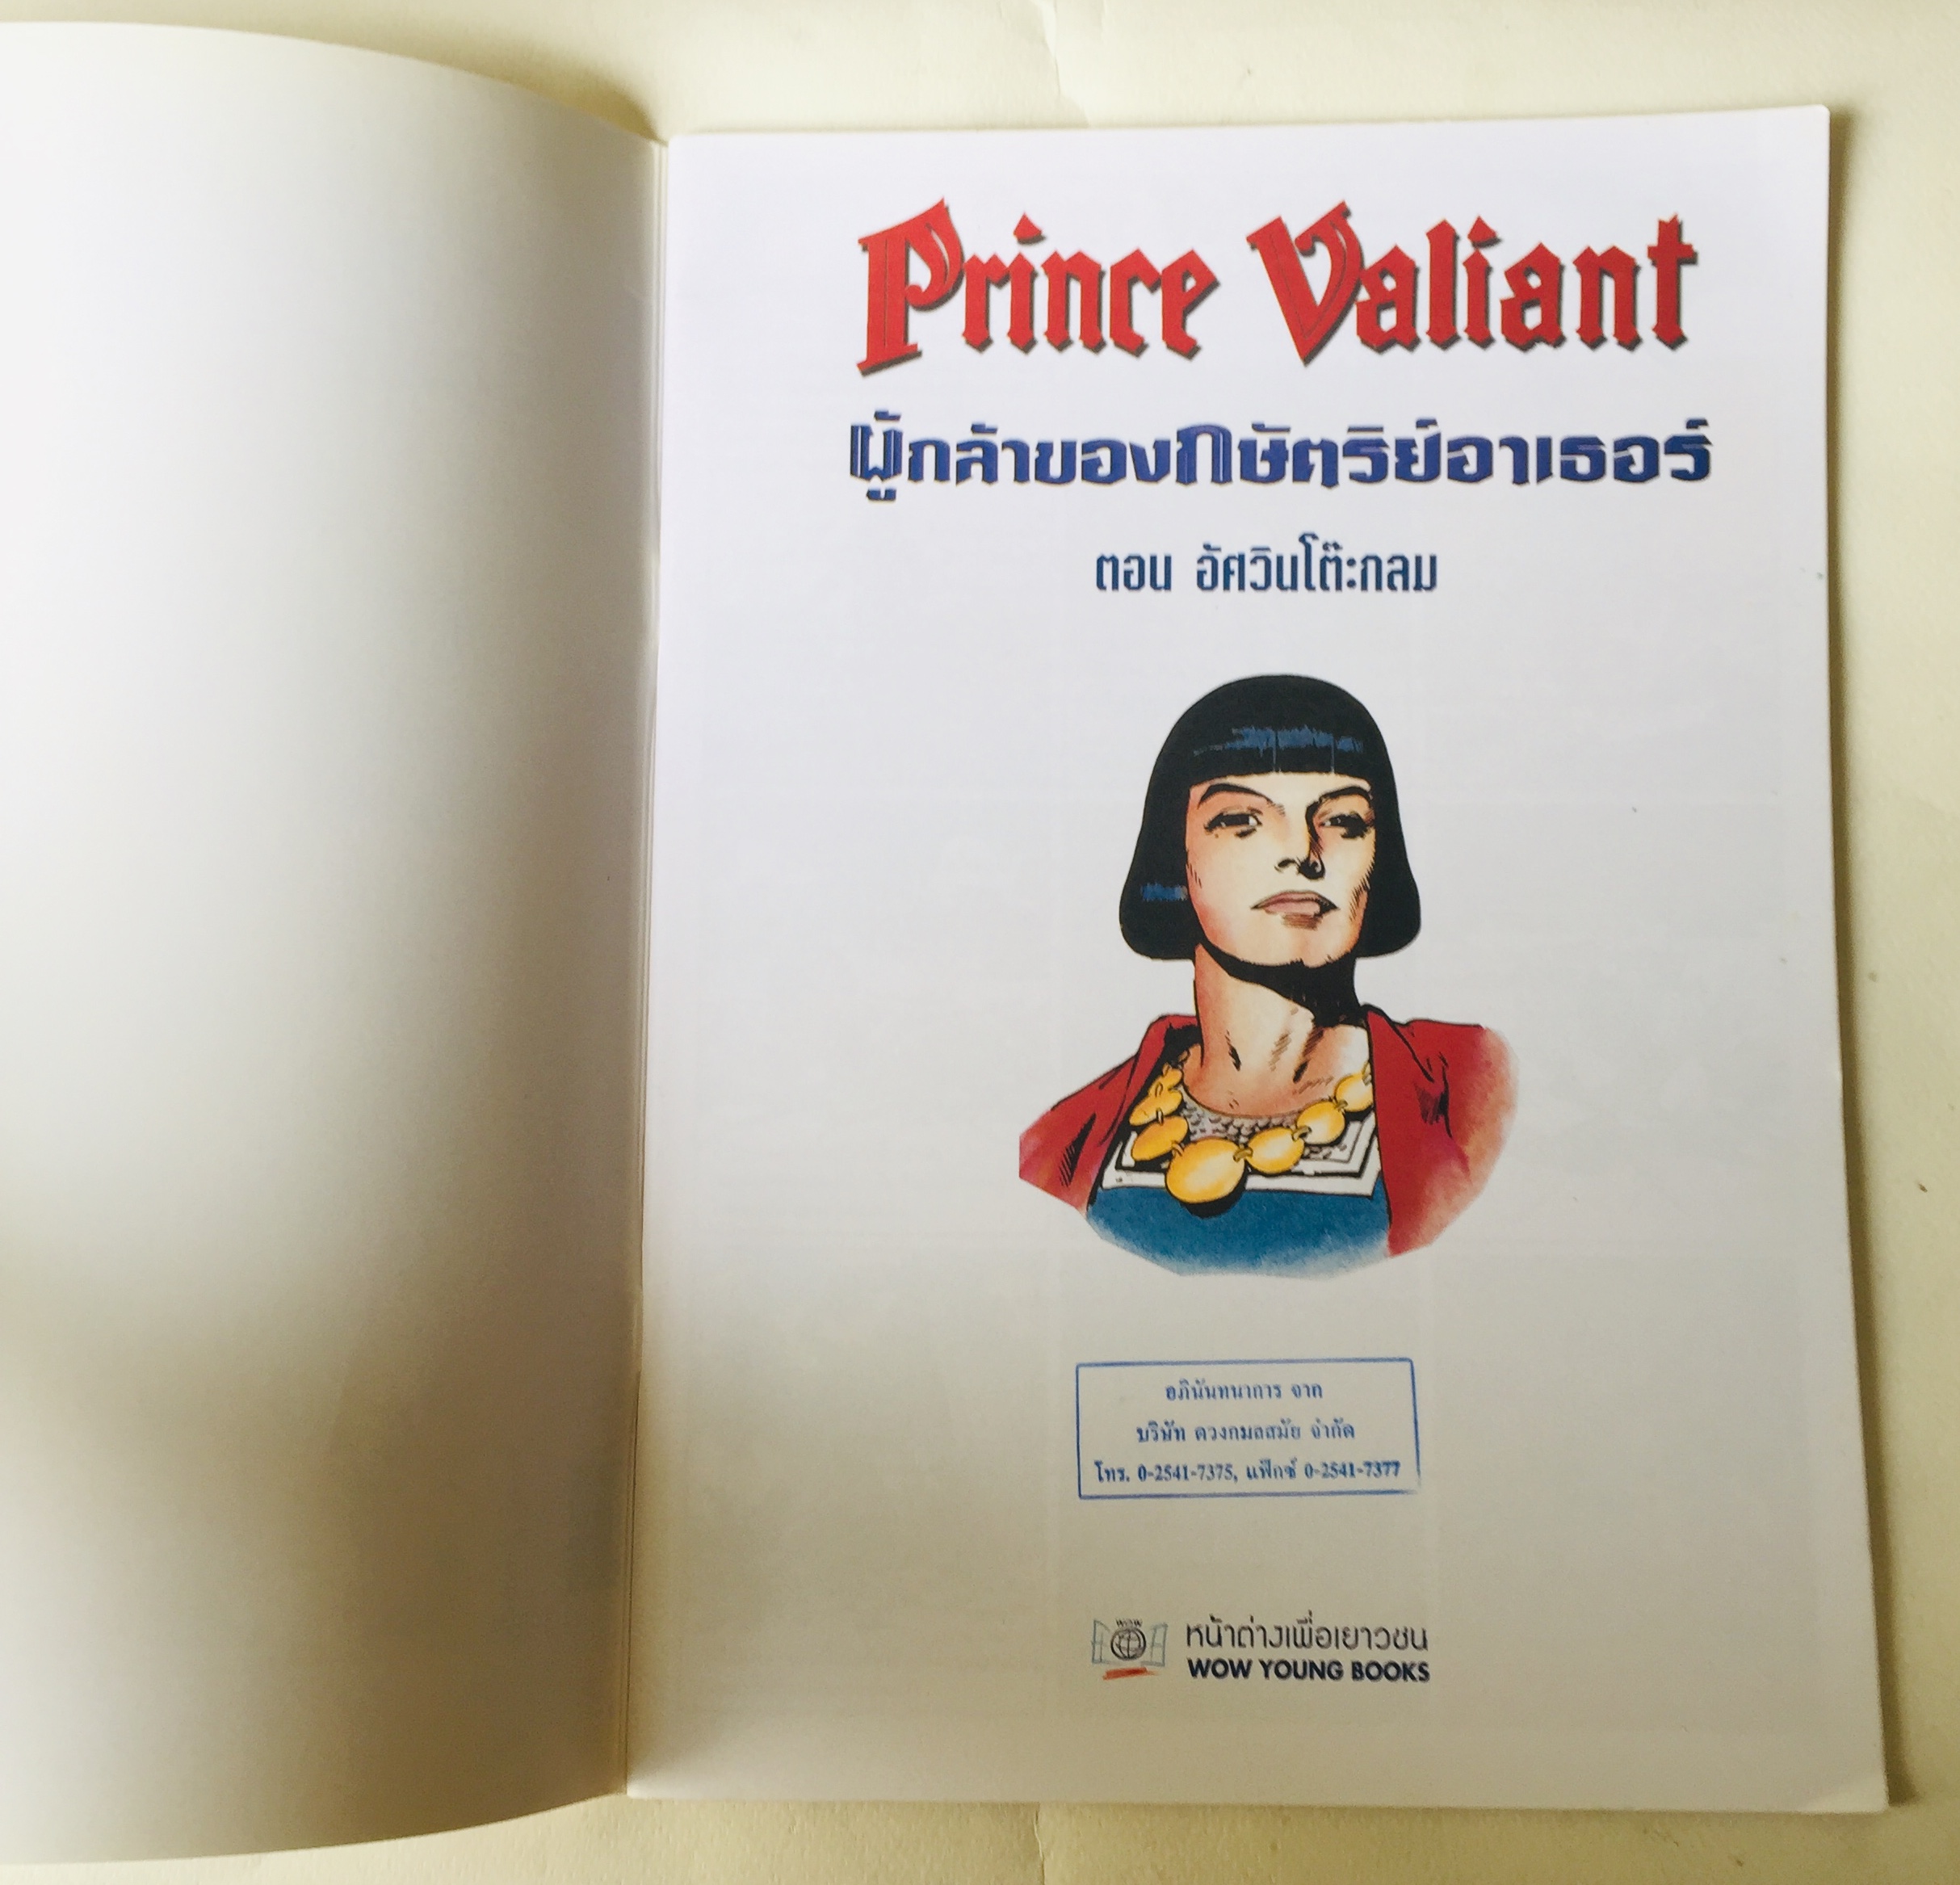 Prince Valiant
ผู้กล้าของกษัตริย์อาเธอร์
ตอน อัศวินโต๊ะกลม
อภินันทนาการ จาก
บริษัท ดวงกมลสมัย จำกัด
โทร. 0-2541-7375, แฟ็กซ์ 0-2541-7377
WOW
หน้าต่างเพื่อเยาวชน
WOW YOUNG BOOKS